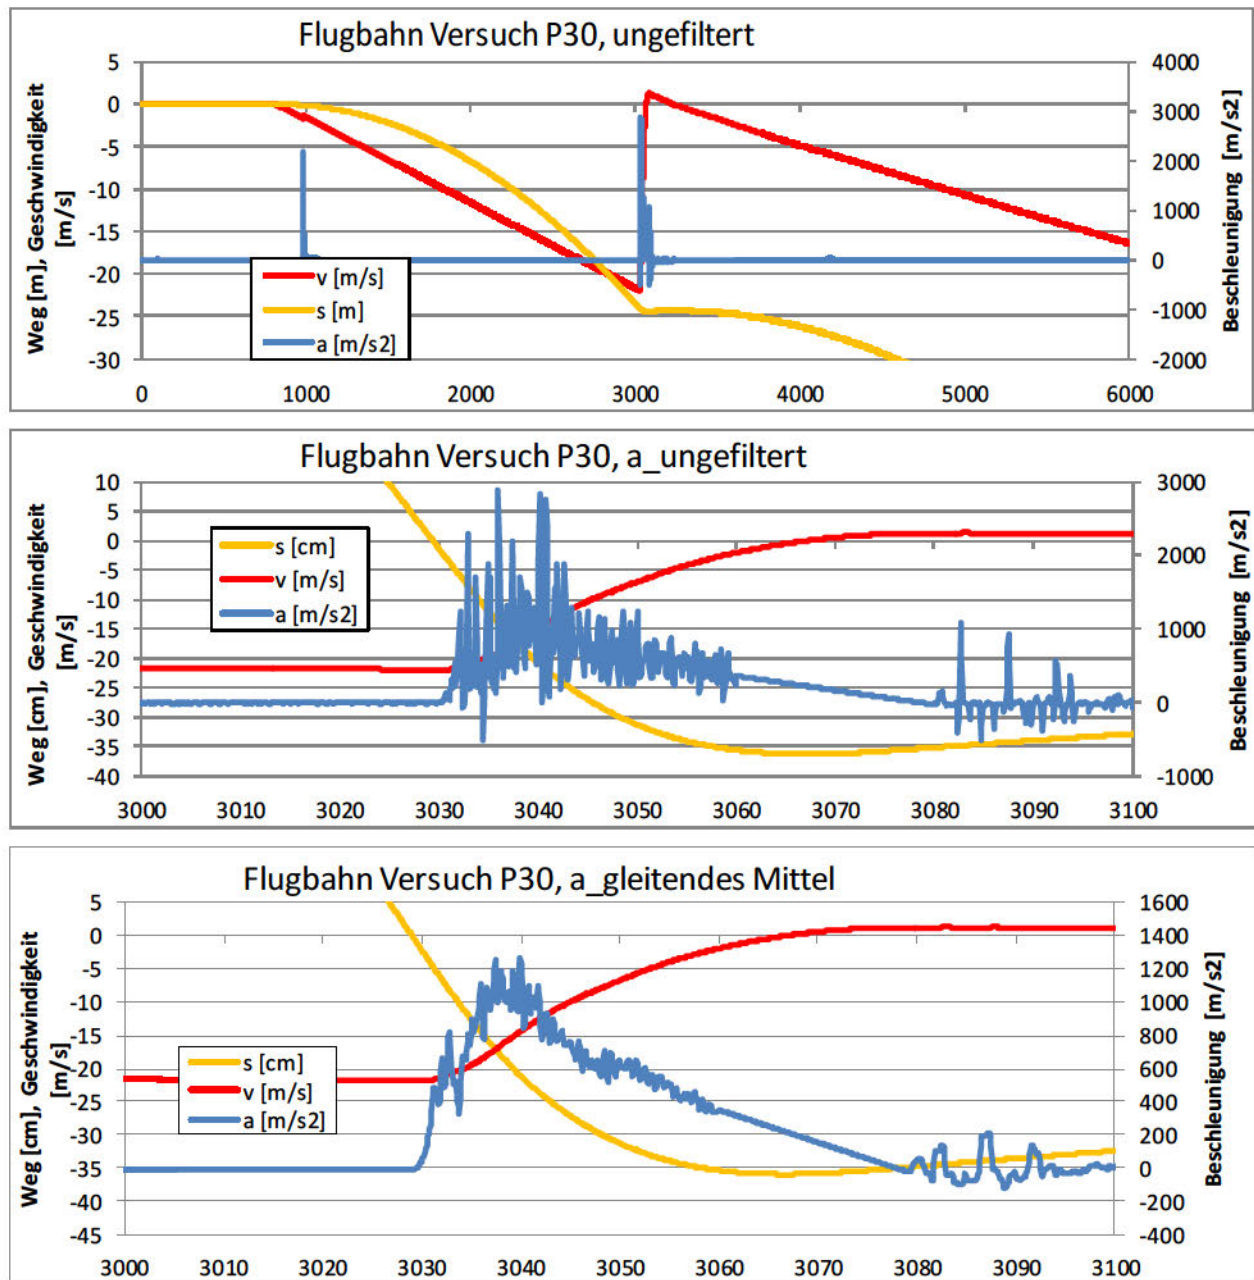 Flugbahn Versuch P30, ungefiltert
Weg [m], Geschwindigkeit
[m/s]
5
0
-5
-10
-15
-20
-25
-30
4000
3000
2000
1000
0
-1000
-2000
Beschleunigung [m/s2]
v [m/s]
s [m]
a [m/s2]
0 1000 2000 3000 4000 5000 6000
Flugbahn Versuch P30, a_ungefiltert
Weg [cm], Geschwindigkeit
[m/s]
10
5
0
-5
-10
-15
-20
-25
-30
-35
-40
3000
2000
1000
0
-1000
Beschleunigung [m/s2]
s [cm]
v [m/s]
a [m/s2]
3000 3010 3020 3030 3040 3050 3060 3070 3080 3090 3100
Flugbahn Versuch P30, a_gleitendes Mittel
Weg [cm], Geschwindigkeit
[m/s]
5
0
-5
-10
-15
-20
-25
-30
-35
-40
-45
1600
1400
1200
1000
800
600
400
200
0
-200
-400
Beschleunigung [m/s2]
s [cm]
v [m/s]
a [m/s2]
3000 3010 3020 3030 3040 3050 3060 3070 3080 3090 3100